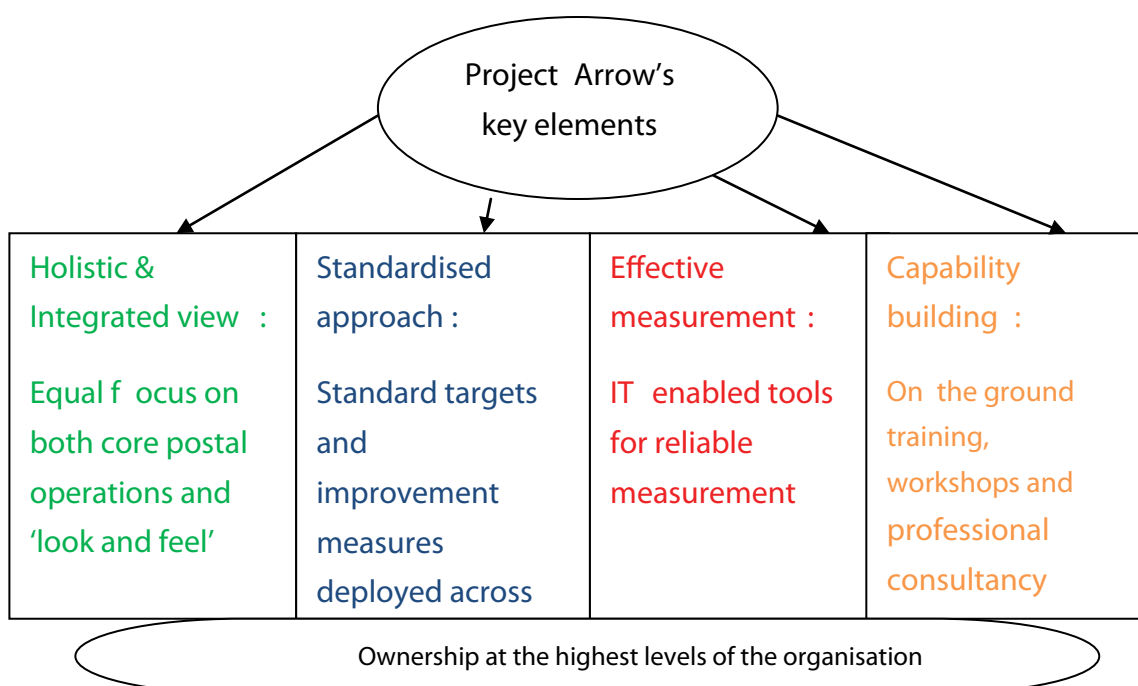 Project Arrow’s
key elements
Holistic &
Integrated view :
Equal f ocus on
both core postal
operations and
‘look and feel’
Standardised
approach :
Standard targets
and
improvement
measures
deployed across
Effective
measurement :
IT enabled tools
for reliable
measurement
Capability
building :
On the ground
training,
workshops and
professional
consultancy
Ownership at the highest levels of the organisation